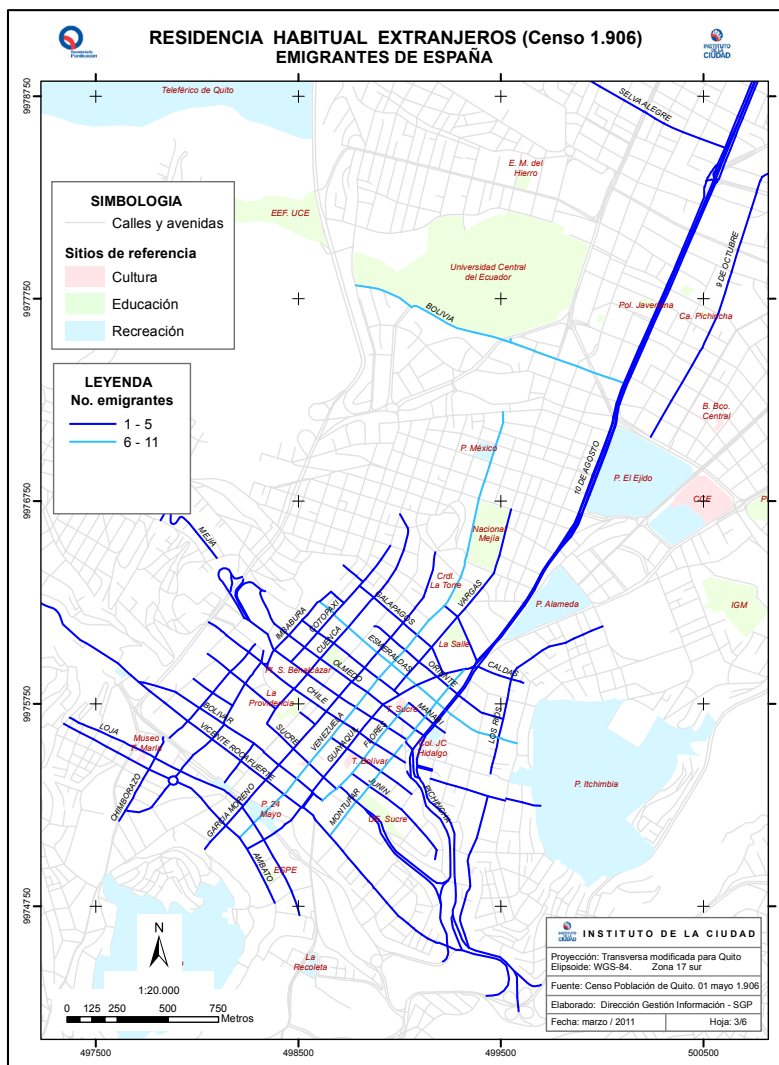 RESIDENCIA HABITUAL EXTRANJEROS (Censo 1.906)
EMIGRANTES DE ESPAÑA
INSTITUTO
DE LA
CIUDAD
9978750
9977750
9976750
9975750
9974750
Teleférico de Quito
SELVA ALEGRE
E. M. del
Hierro
SIMBOLOGIA
Calles y avenidas
Sitios de referencia
Cultura
Educación
Recreación
EEF. UCE
Universidad Central
del Ecuador
9 DE OCTUBRE
Pol. Javeriana
Ca. Pichincha
BOLIVIA
LEYENDA
No. emigrantes
1 - 5
6 - 11
B. Bco.
Central
P. México
10 DE AGOSTO
P. El Ejido
CCE
MEJIA
Nacional
Mejía
Crdl.
La Torre
VARGAS
GALAPAGOS
P. Alameda
IGM
IMBABURA
COTOPAXI
CUENCA
ESMERALDAS
La Salle
ORIENTE
CALDAS
OLMEDO
S. Benalcázar
La
Providencia
CHILE
BOLIVAR
SUCRE
VENEZUELA
GUAYAQUIL
FLORES
T. Sucre
MANABI
LOS RIOS
Col. JC
Hidalgo
LOJA
Museo
F. María
VICENTE ROCAFUERTE
T. Bolívar
JUNIN
PICHINCHA
P. Itchimbia
CHIMBORAZO
GARCIA MORENO
P. 24
Mayo
MONTUFAR
UE. Sucre
AMBATO
ESPE
La
Recoleta
N
1:20.000
0 125 250 500 750
Metros
INSTITUTO DE LA CIUDAD
Proyección: Transversa modificada para Quito
Elipsoide: WGS-84. Zona 17 sur
Fuente: Censo Población de Quito. 01 mayo 1.906
Elaborado: Dirección Gestión Información - SGP
Fecha: marzo / 2011 Hoja: 3/6
497500 498500 499500 500500